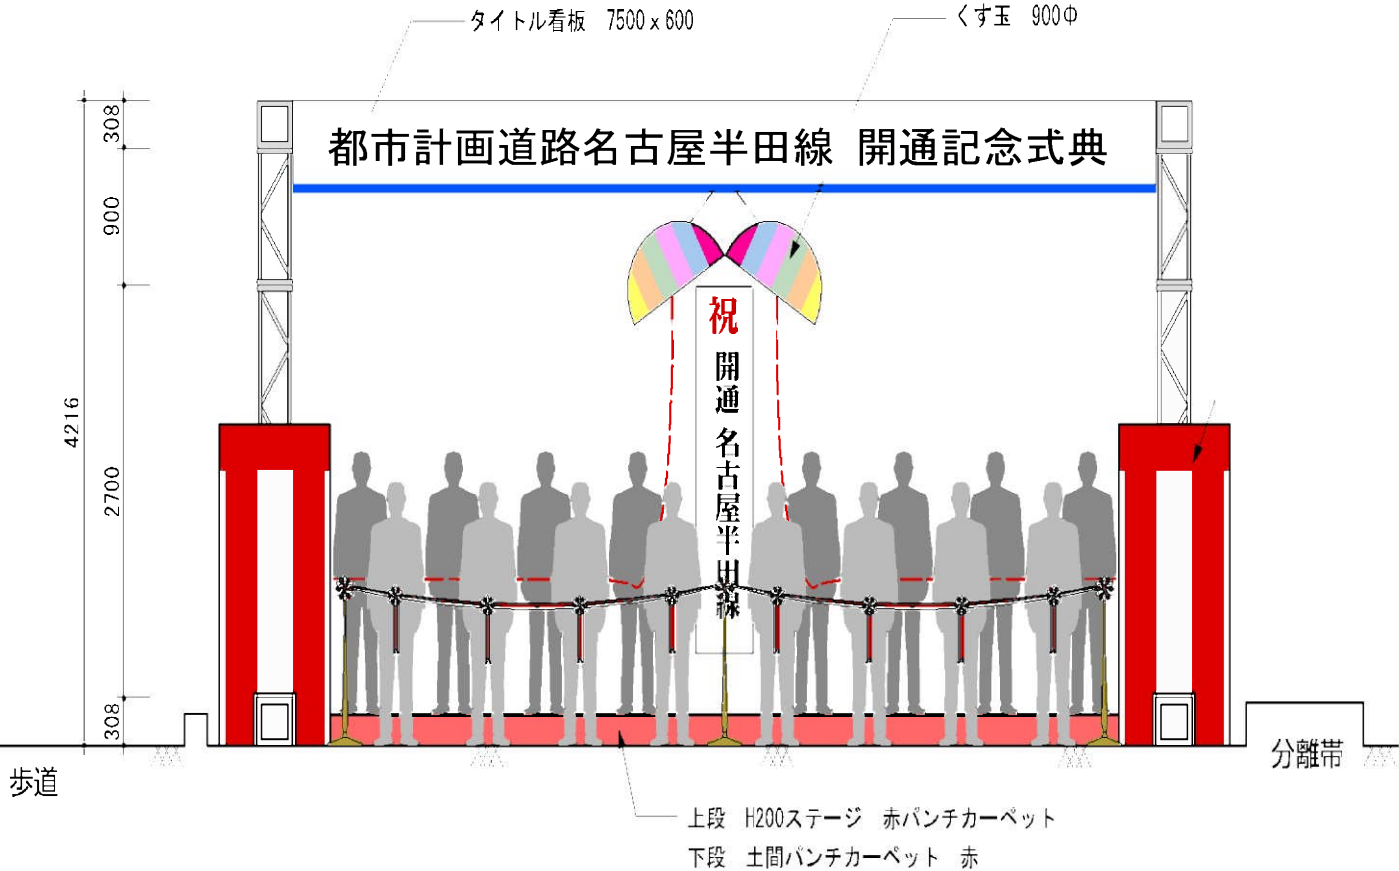 タイトル看板　7500 x 600
くす玉　900Φ
都市計画道路名古屋半田線 開通記念式典
308
900
4216
2700
308
祝
開通 名古屋半田線
歩道
分離帯
上段　H200ステージ　赤パンチカーペット
下段　土間パンチカーペット　赤